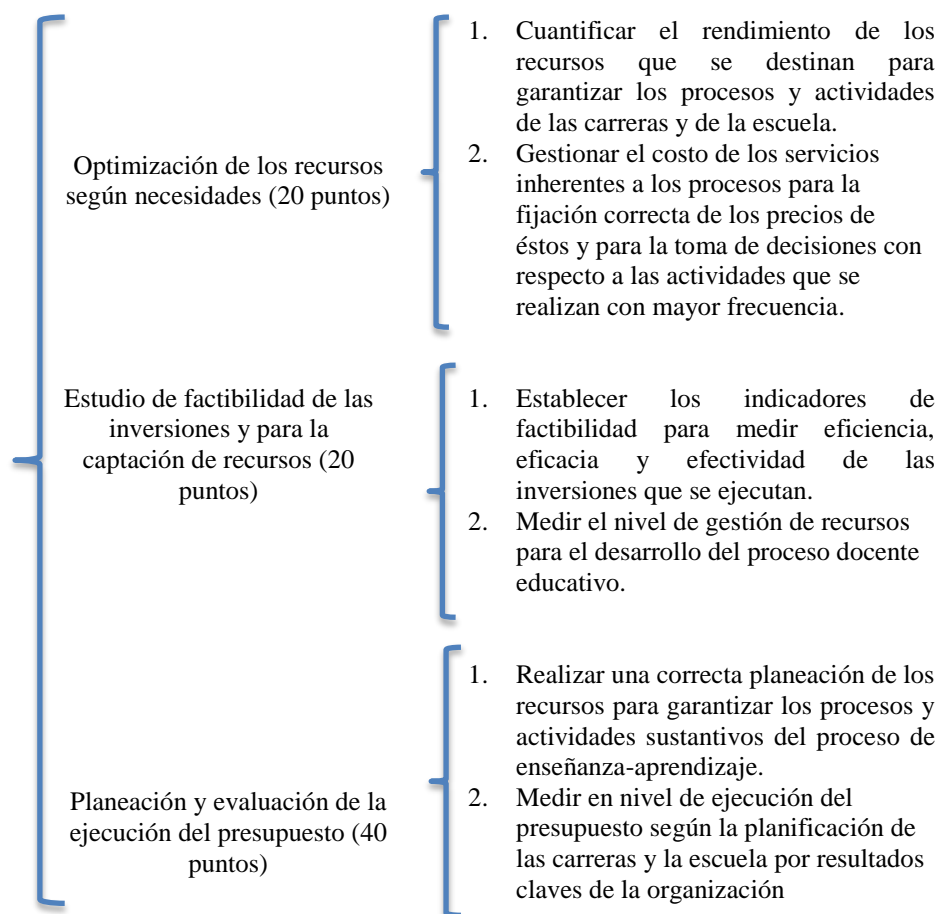 Optimización de los recursos
según necesidades (20 puntos)
1. Cuantificar el rendimiento de los
recursos que se destinan para
garantizar los procesos y actividades
de las carreras y de la escuela.
2. Gestionar el costo de los servicios
inherentes a los procesos para la
fijación correcta de los precios de
éstos y para la toma de decisiones con
respecto a las actividades que se
realizan con mayor frecuencia.
Estudio de factibilidad de las
inversiones y para la
captación de recursos (20
puntos)
1. Establecer los indicadores de
factibilidad para medir eficiencia,
eficacia y efectividad de las
inversiones que se ejecutan.
2. Medir el nivel de gestión de recursos
para el desarrollo del proceso docente
educativo.
Planeación y evaluación de la
ejecución del presupuesto (40
puntos)
1. Realizar una correcta planeación de los
recursos para garantizar los procesos y
actividades sustantivos del proceso de
enseñanza-aprendizaje.
2. Medir en nivel de ejecución del
presupuesto según la planificación de
las carreras y la escuela por resultados
claves de la organización